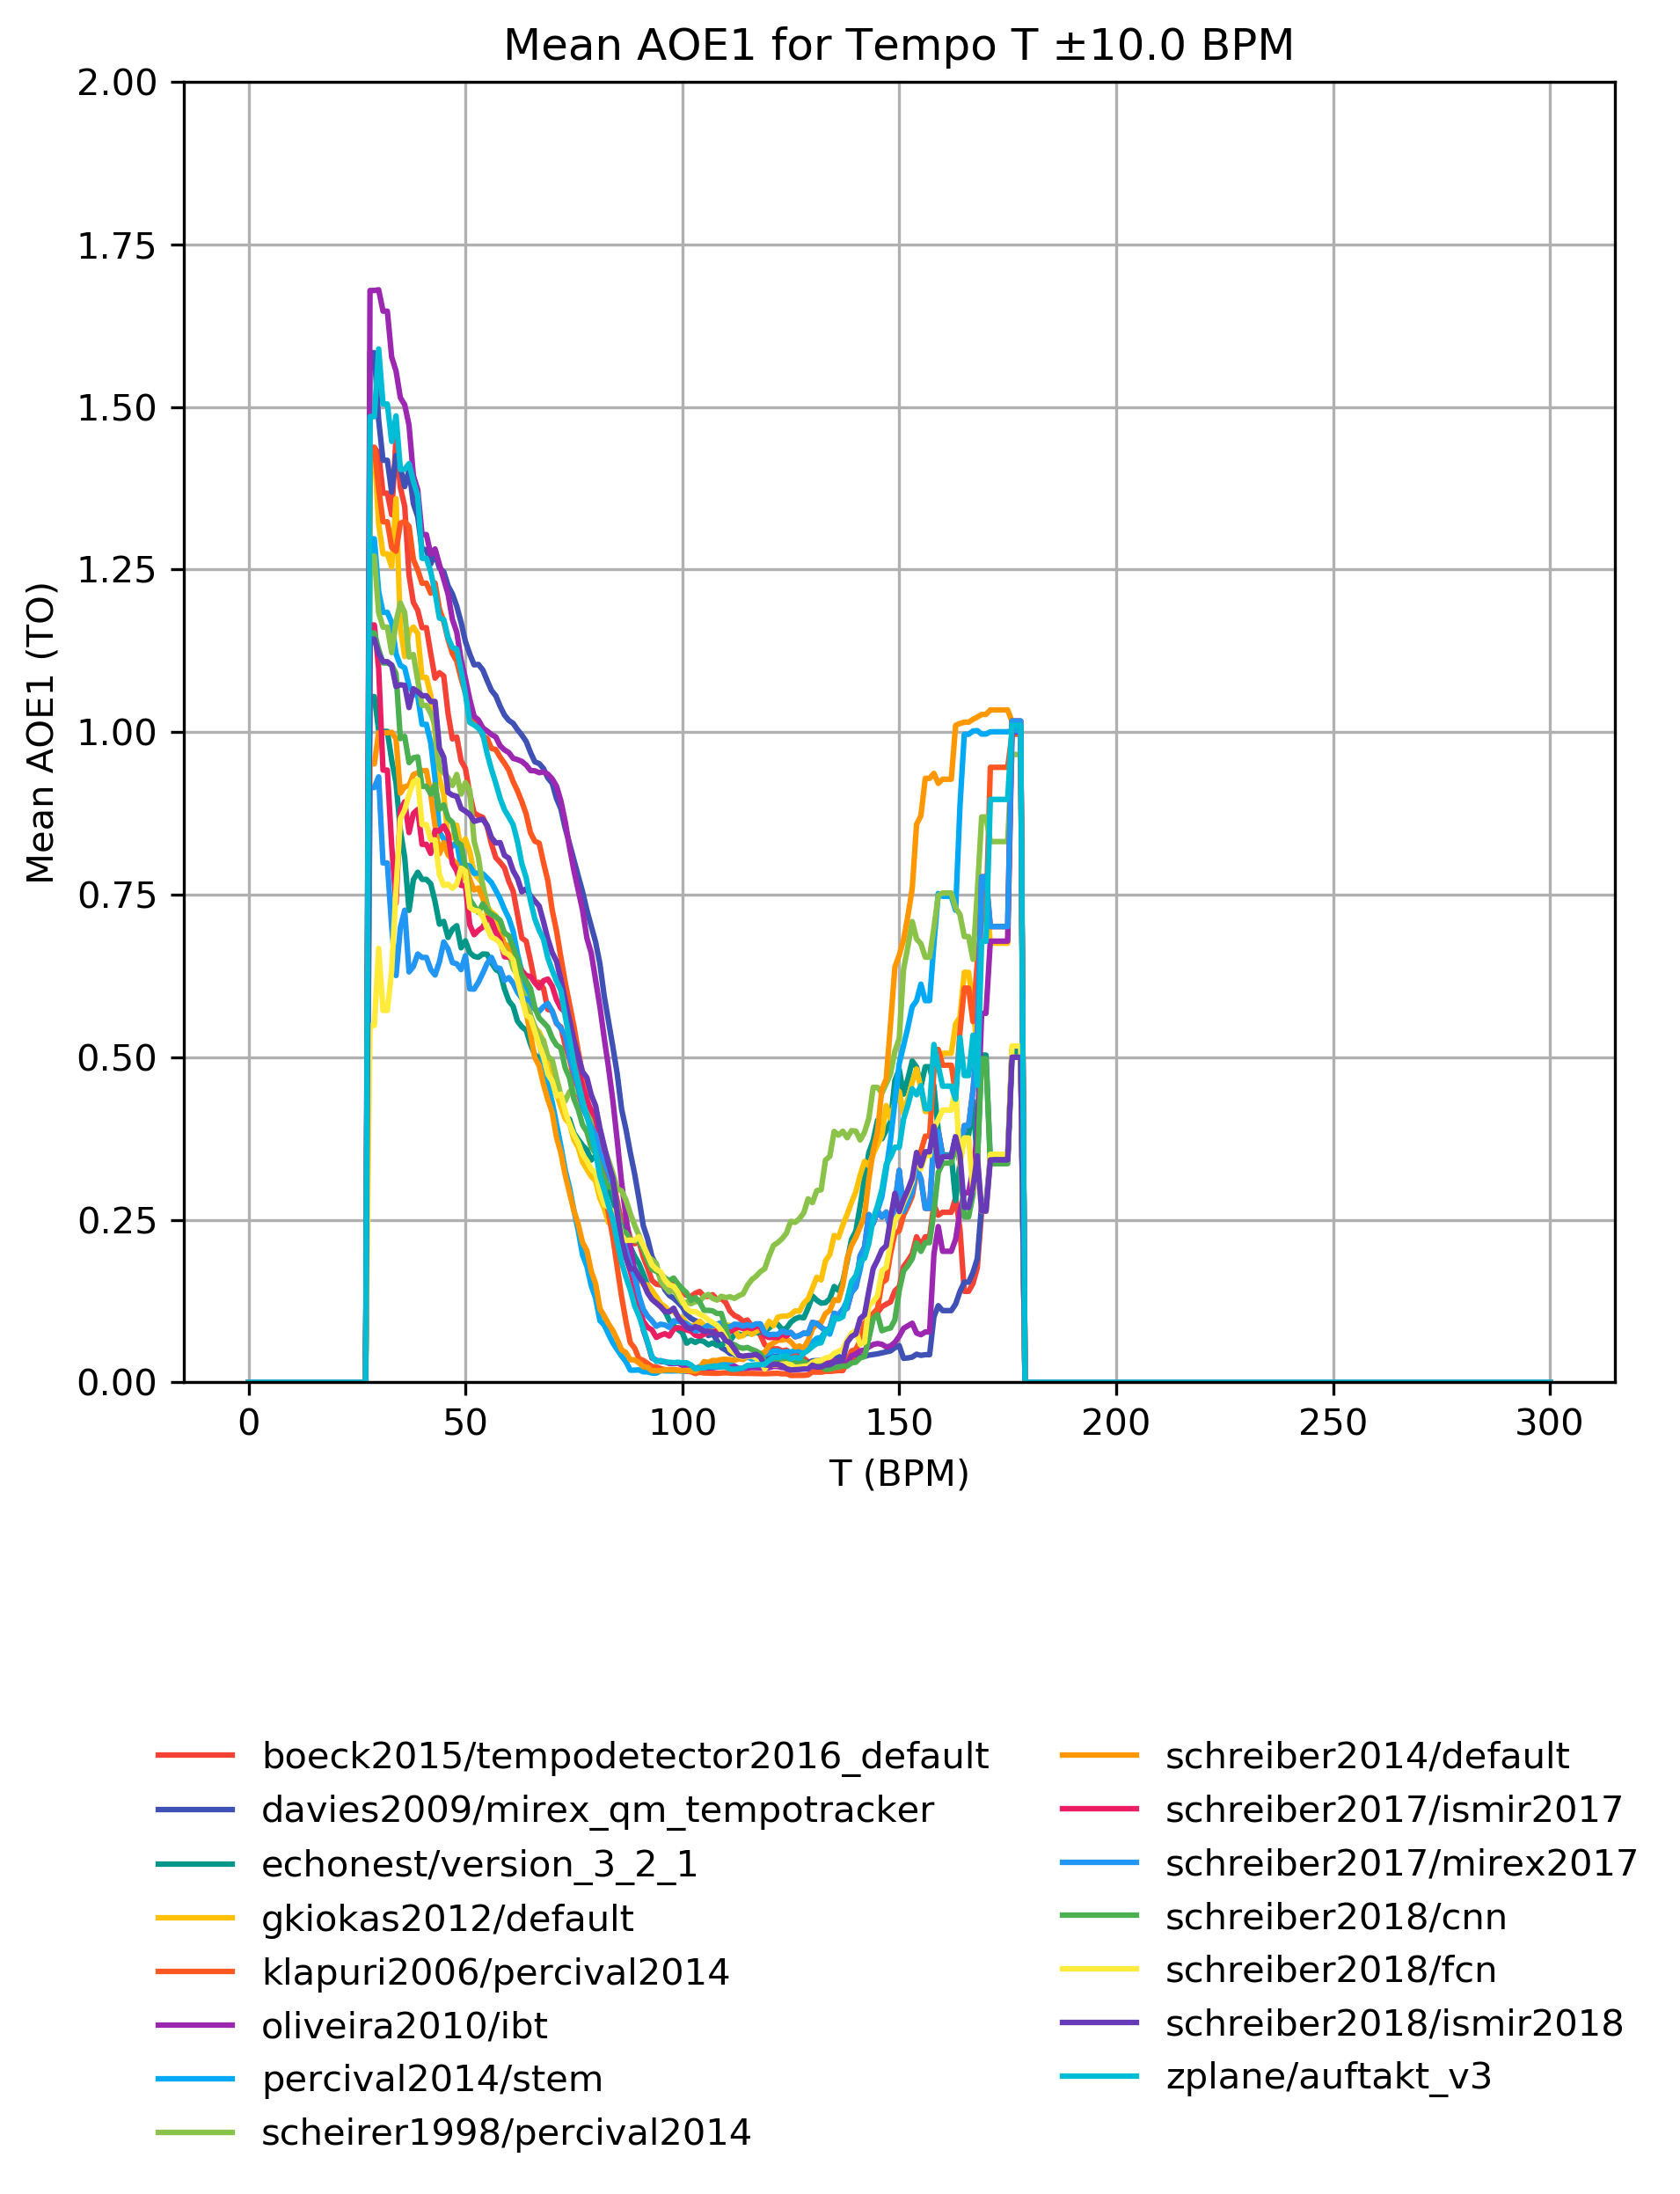 Mean AOE1 for Tempo T ±10.0 BPM
2.00
1.75
1.50
1.25
1.00
0.75
0.50
0.25
0.00
Mean AOE1 (TO)
0 50 100 150 200 250 300
T (BPM)
boeck2015/tempodetector2016_default
davies2009/mirex_qm_tempotracker
echonest/version_3_2_1
gkiokas2012/default
klapuri2006/percival2014
oliveira2010/ibt
percival2014/stem
scheirer1998/percival2014
schreiber2014/default
schreiber2017/ismir2017
schreiber2017/mirex2017
schreiber2018/cnn
schreiber2018/fcn
schreiber2018/ismir2018
zplane/auftakt_v3